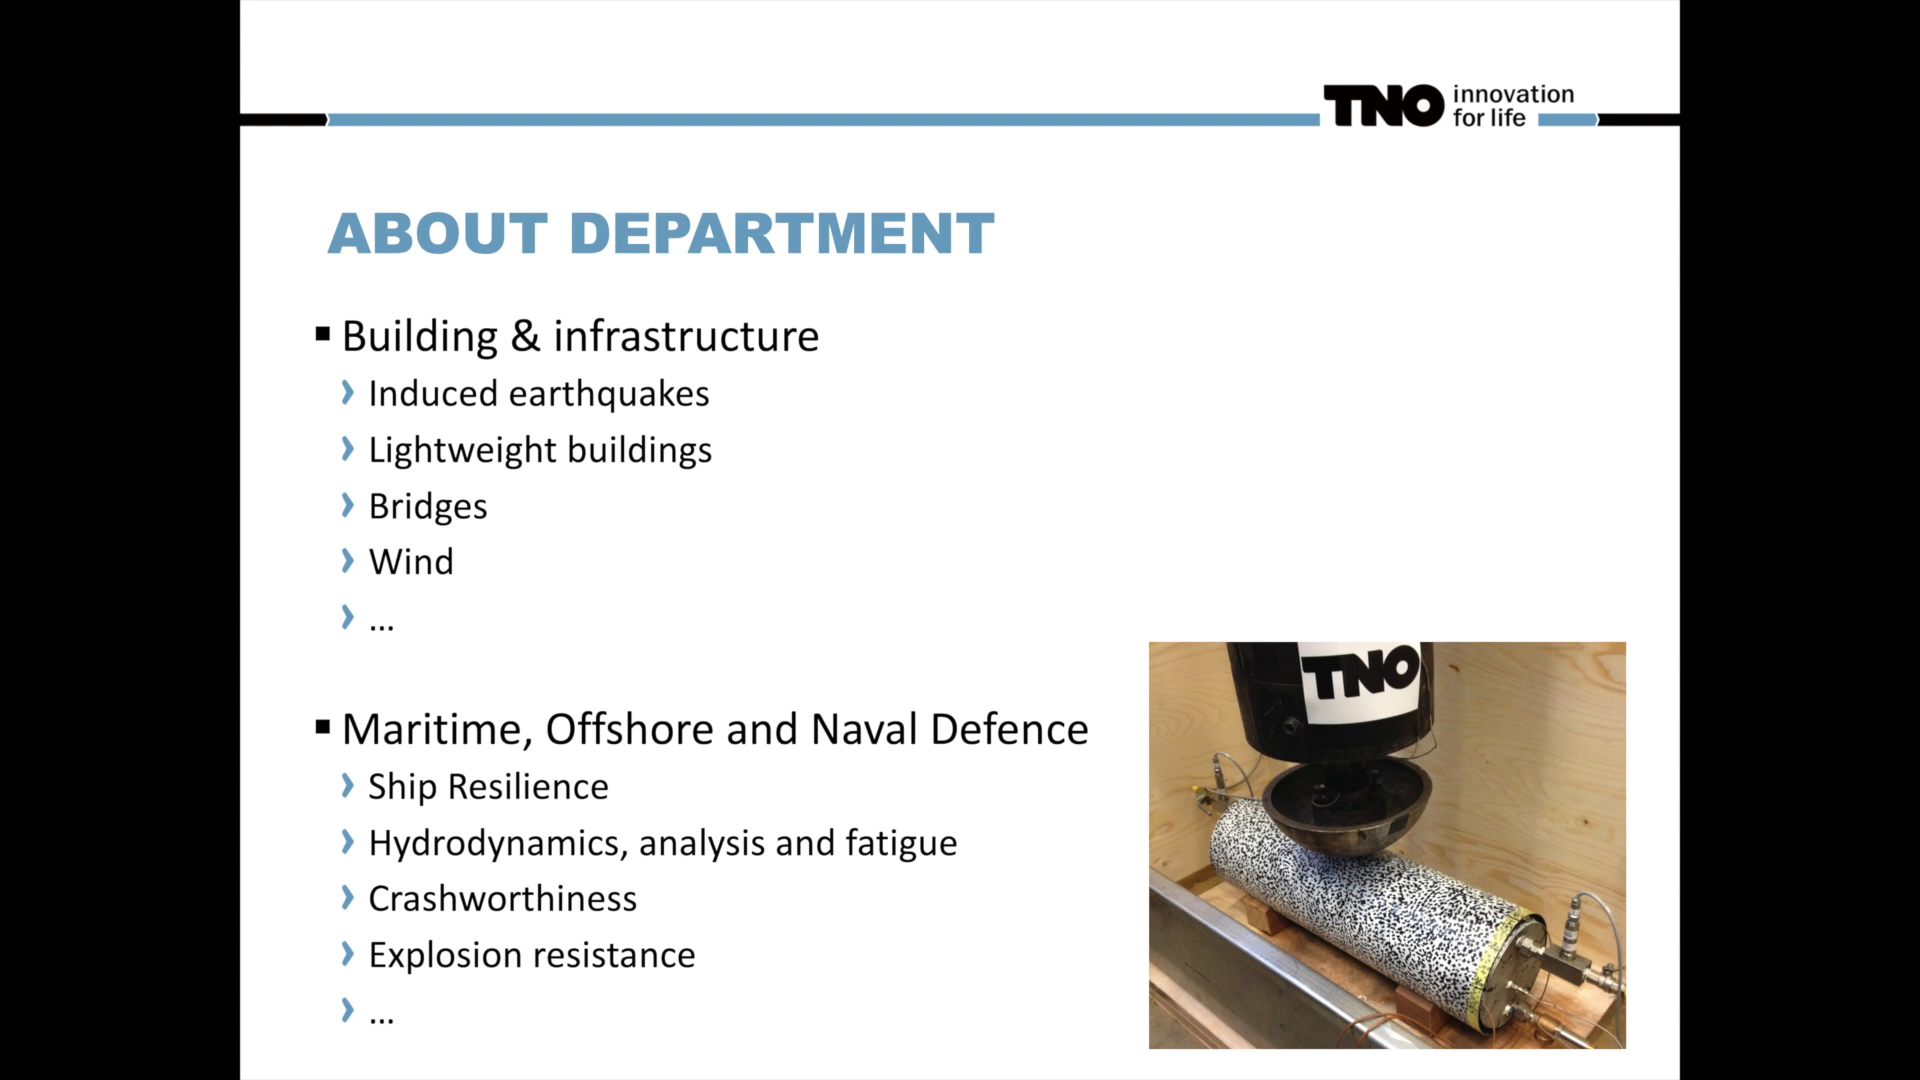 TNO innovation
for life
ABOUT DEPARTMENT
Building & infrastructure
Induced earthquakes
Lightweight buildings
Bridges
Wind
...
Maritime, Offshore and Naval Defence
Ship Resilience
Hydrodynamics, analysis and fatigue
Crashworthiness
Explosion resistance
...
TNO